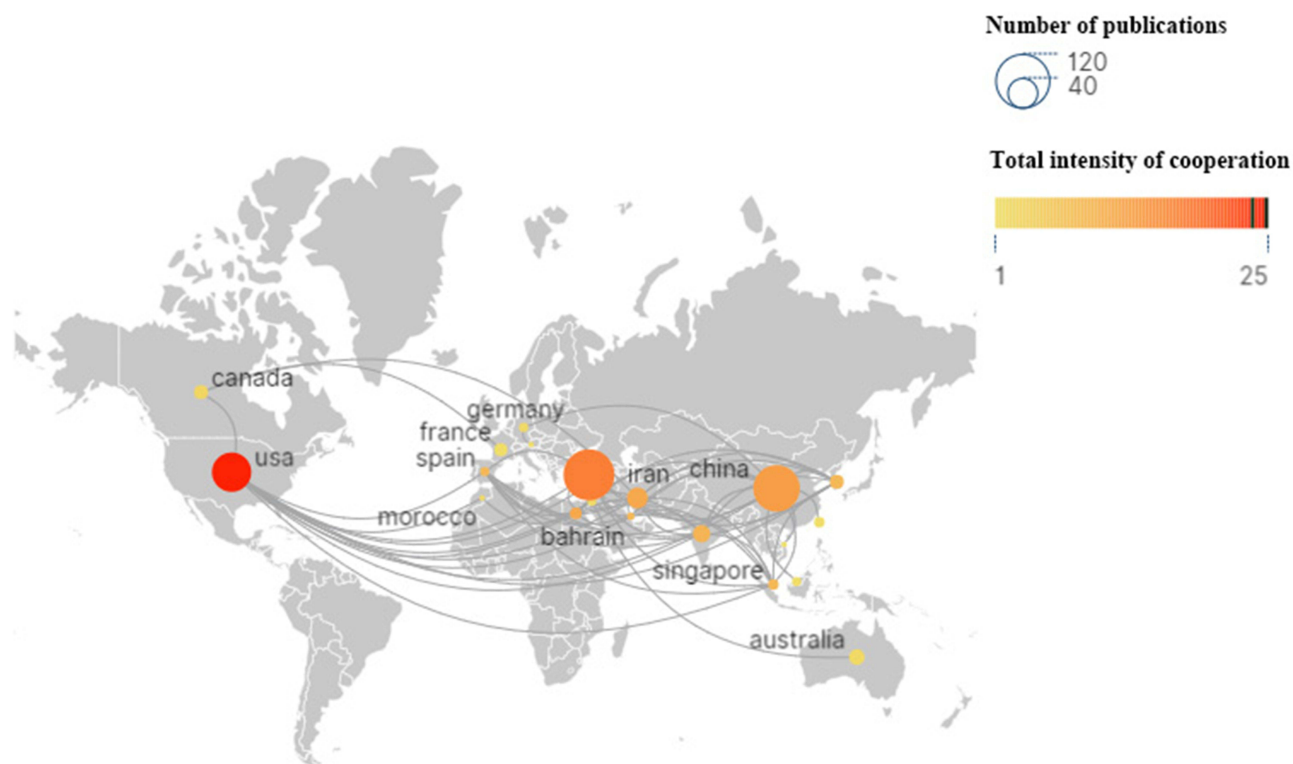 Number of publications
120
40
Total intensity of cooperation
1
25
canada
germany
france
usa
spain
iran
china
morocco
bahrain
singapore
australia